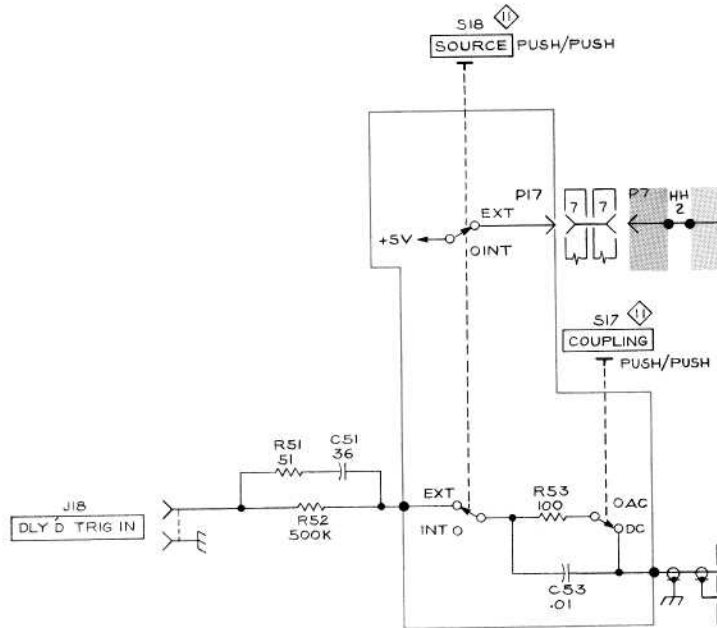 S18 11
SOURCE PUSH/PUSH
P17
7 7
P7
HH
2
EXT
+5V
INT
S17 11
COUPLING
PUSH/PUSH
R51
51
C51
36
J18
DLY'D TRIG IN
R52
500K
EXT
INT
R53
100
AC
DC
C53
.01